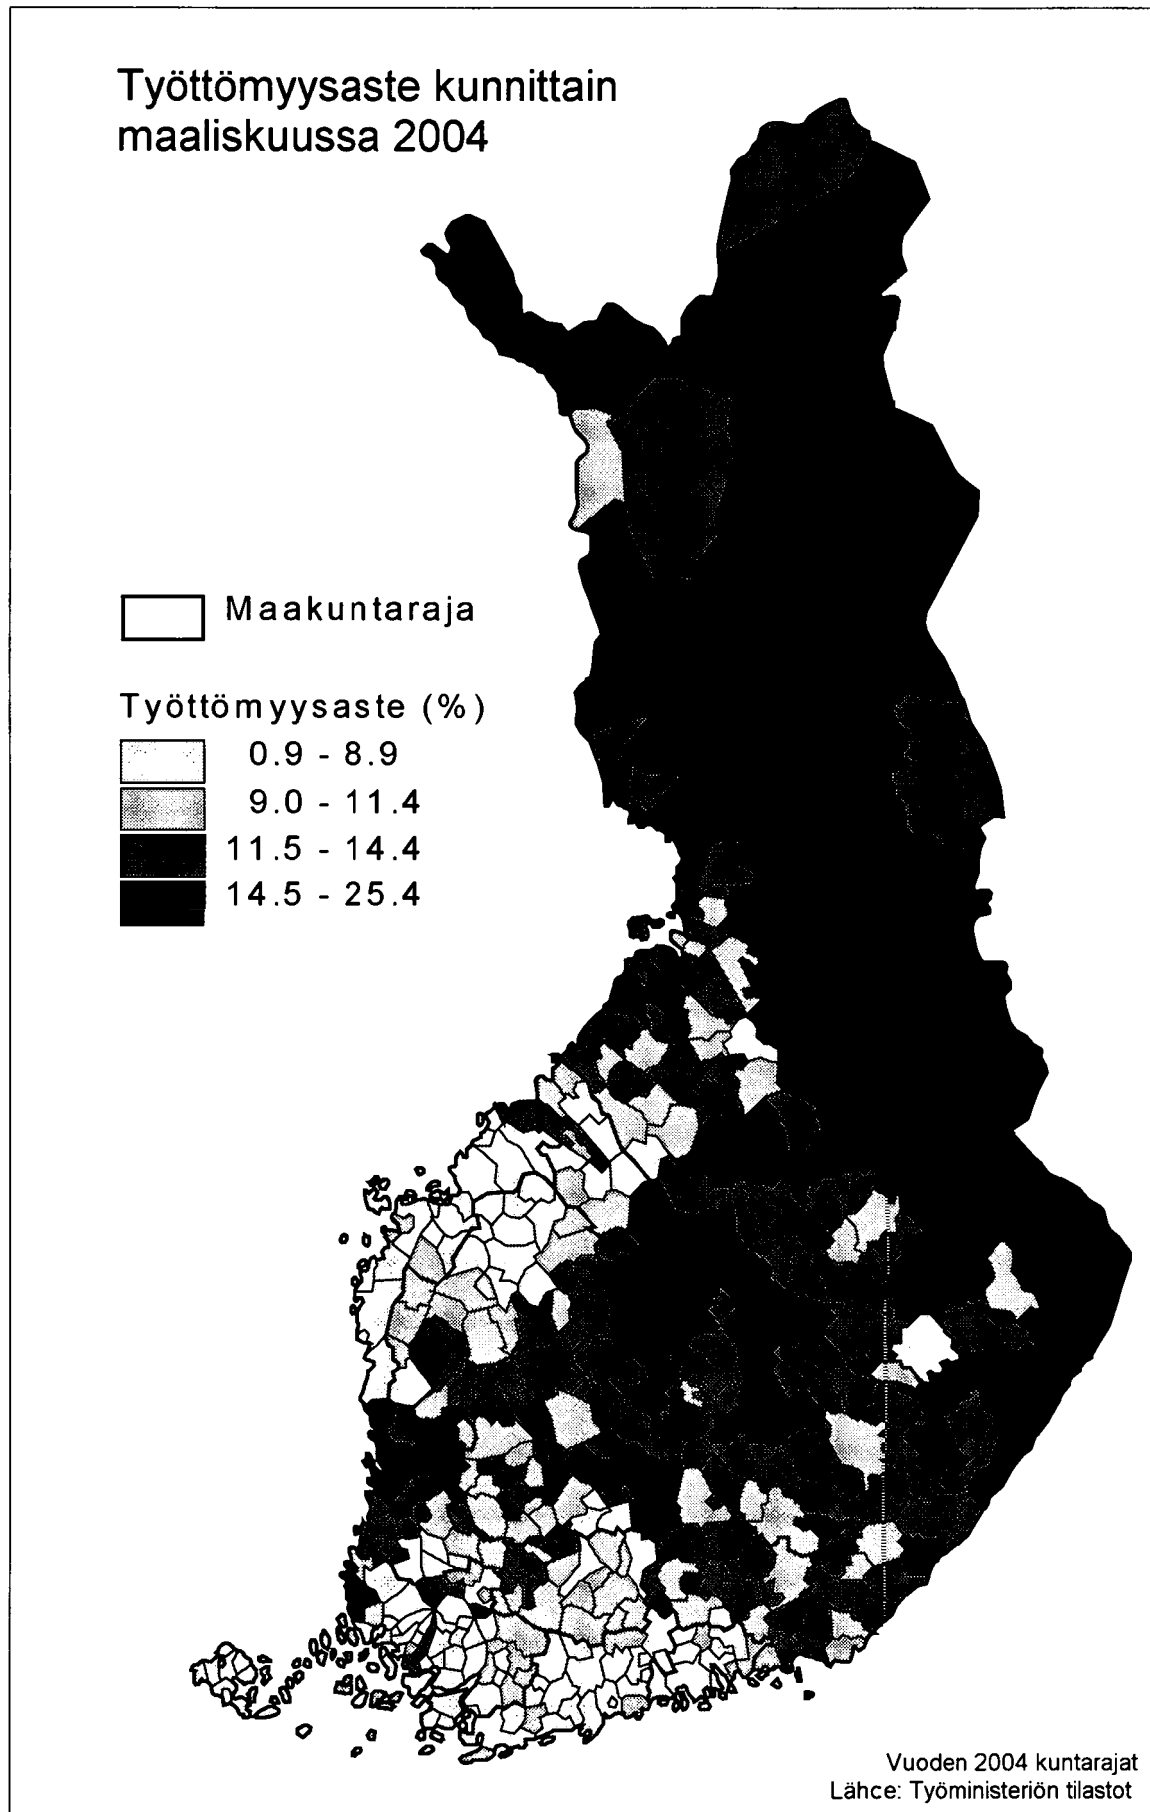 Työttömyysaste kunnittain
maaliskuussa 2004
Maakuntaraja
Työttömyysaste (%)
0.9 - 8.9
9.0 - 11.4
11.5 - 14.4
14.5 - 25.4
Vuoden 2004 kuntarajat
Lähce: Työministeriön tilastot